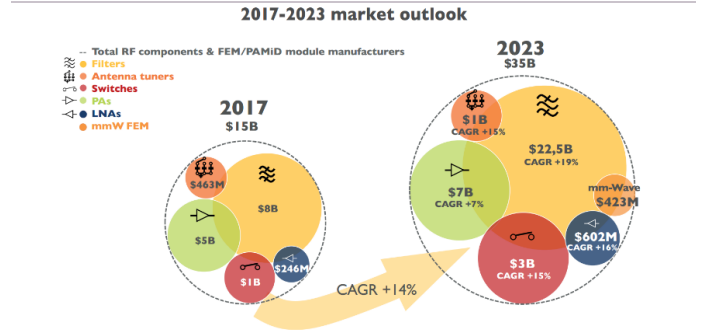 2017-2023 market outlook
-- Total RF components & FEM/PAMiD module manufacturers
Filters
Antenna tuners
Switches
PAs
LNAs
mmW FEM
2017
$15B
$463M
$8B
$5B
$1B
$246M
CAGR +14%
2023
$35B
$1B
CAGR +15%
$22,5B
CAGR +19%
$7B
CAGR +7%
mm-Wave
$423M
$602M
CAGR +16%
$3B
CAGR +15%